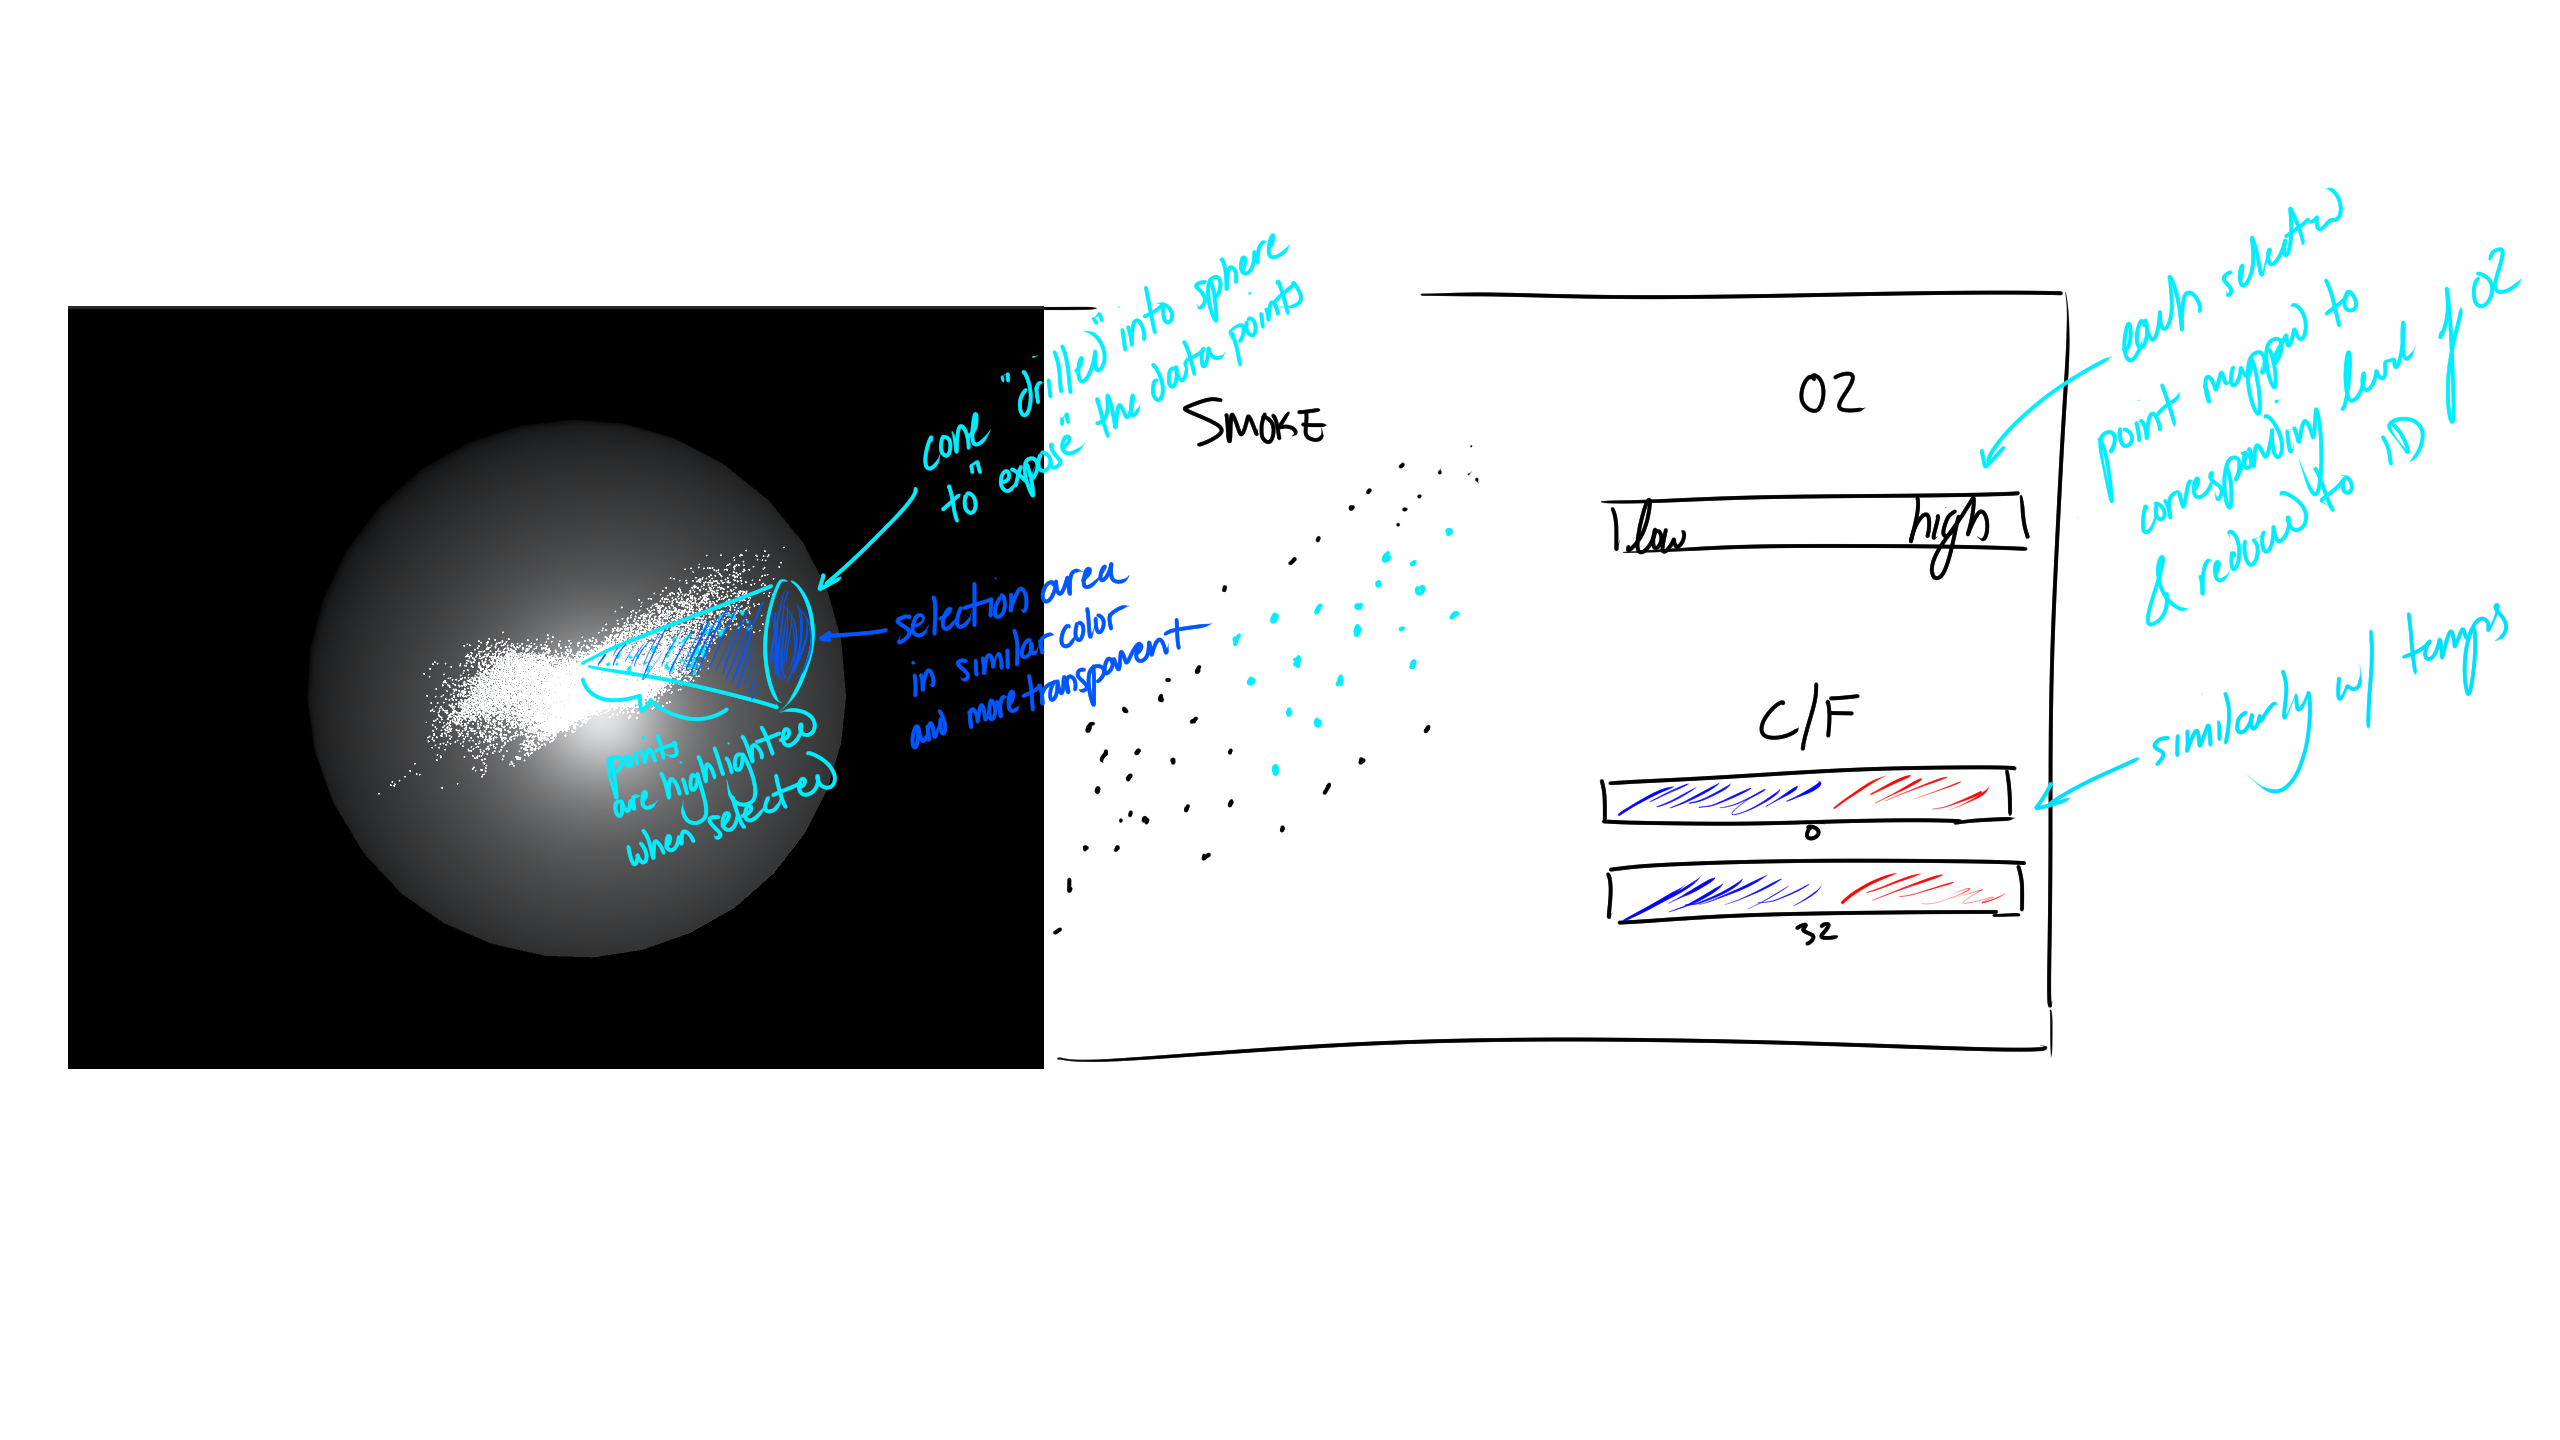 cone "drilled" into sphere
to "expose" the data points
selection area
in similar color
and more transparent
points
are highlighted
when selected
SMOKE
O2
low high
C/F
0
32
each selected
point mapped to
corresponding level of O2
& reduced to 1D
similarly w/ temps